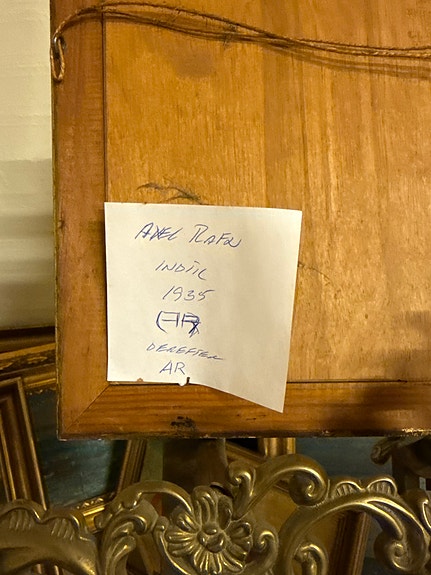 AXEL RAFN
INDTIL
1935
DEREFTER
AR